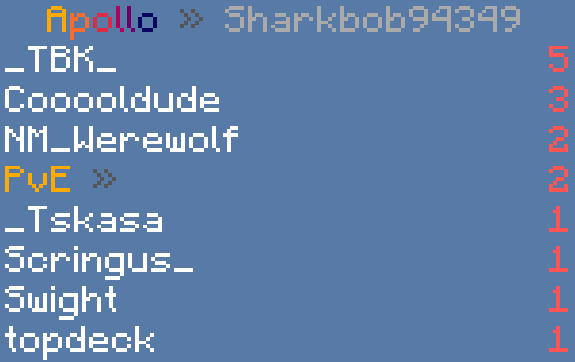 Apollo » Sharkbob94349
_TBK_ 5
Cooooldude 3
NM_Werewolf 2
PvE » 2
_Tskasa 1
Scringus_ 1
Swight 1
topdeck 1